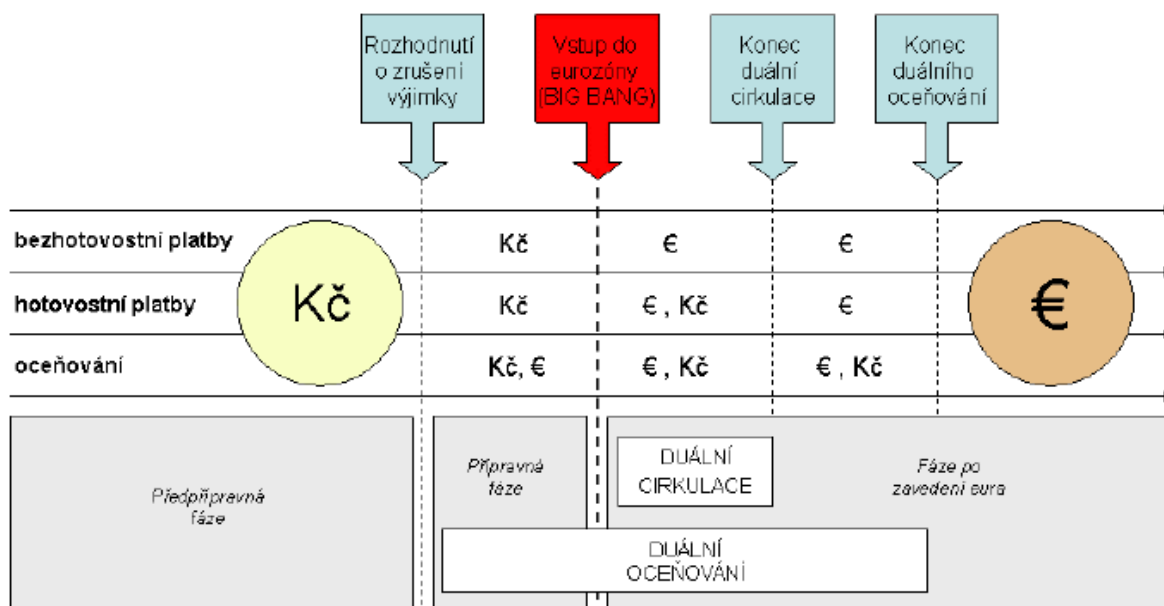 Rozhodnutí
o zrušení
výjimky
Vstup do
eurozóny
(BIG BANG)
Konec
duální
cirkulace
Konec
duálního
oceňování
bezhotovostní platby
Kč
€
€
hotovostní platby
Kč
Kč
€ , Kč
€
€
oceňování
Kč, €
€ , Kč
€ , Kč
Předpřípravná
fáze
Přípravná
fáze
DUÁLNÍ
CIRKULACE
Fáze po
zavedení eura
DUÁLNÍ
OCEŇOVÁNÍ